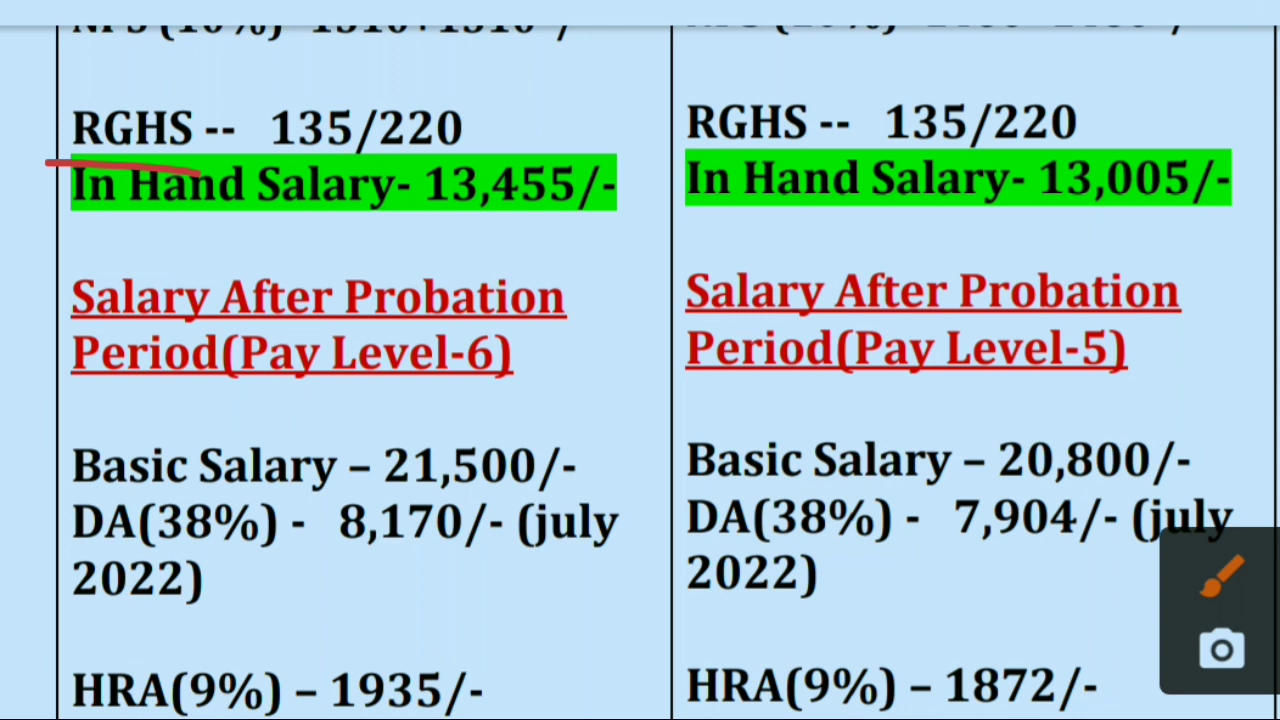 RGHS -- 135/220
In Hand Salary- 13,455/-
Salary After Probation
Period(Pay Level-6)
Basic Salary – 21,500/-
DA(38%) - 8,170/- (july
2022)
HRA(9%) – 1935/-
RGHS -- 135/220
In Hand Salary- 13,005/-
Salary After Probation
Period(Pay Level-5)
Basic Salary – 20,800/-
DA(38%) - 7,904/- (july
2022)
HRA(9%) – 1872/-